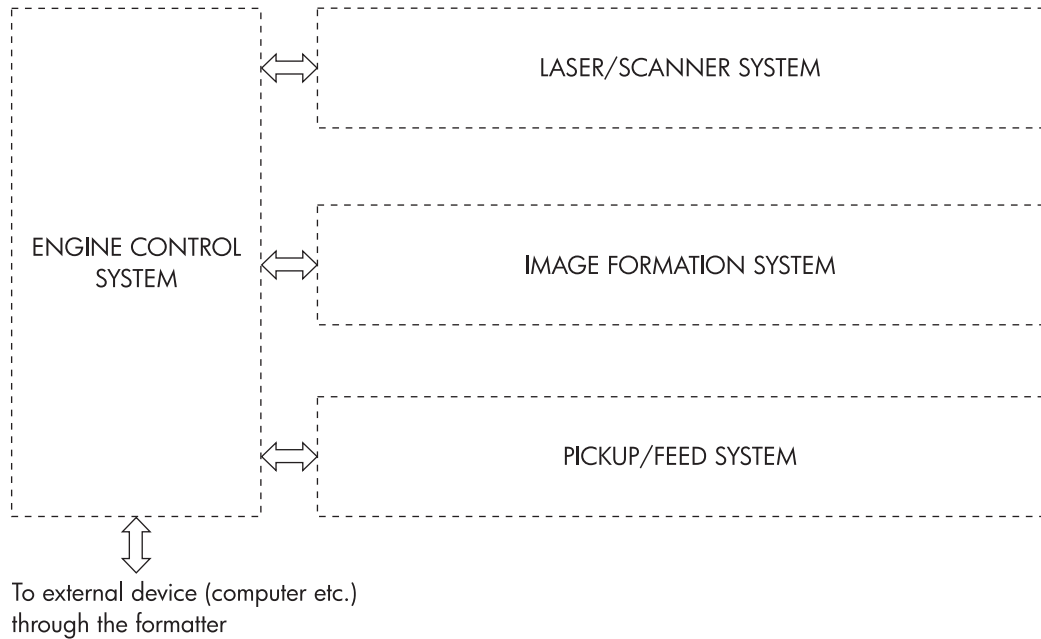 LASER/SCANNER SYSTEM
ENGINE CONTROL
SYSTEM
IMAGE FORMATION SYSTEM
PICKUP/FEED SYSTEM
To external device (computer etc.)
through the formatter